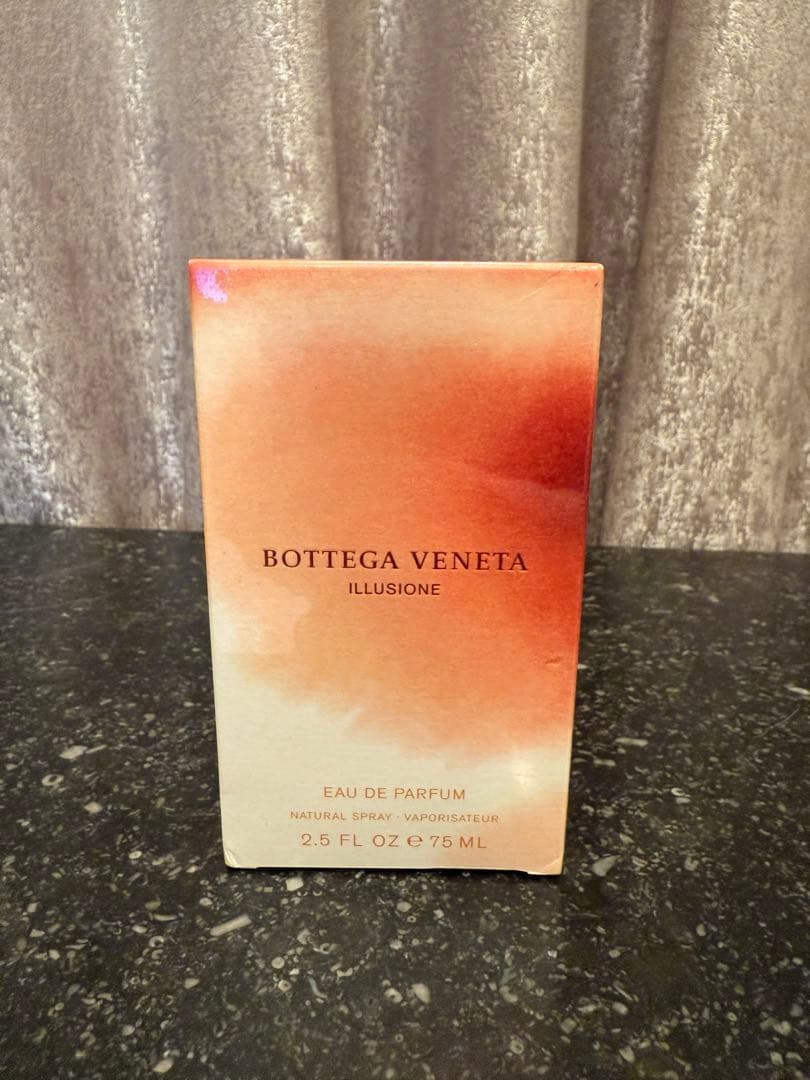 BOTTEGA VENETA
ILLUSIONE
EAU DE PARFUM
NATURAL SPRAY · VAPORISATEUR
2.5 FL OZ ℮ 75 ML